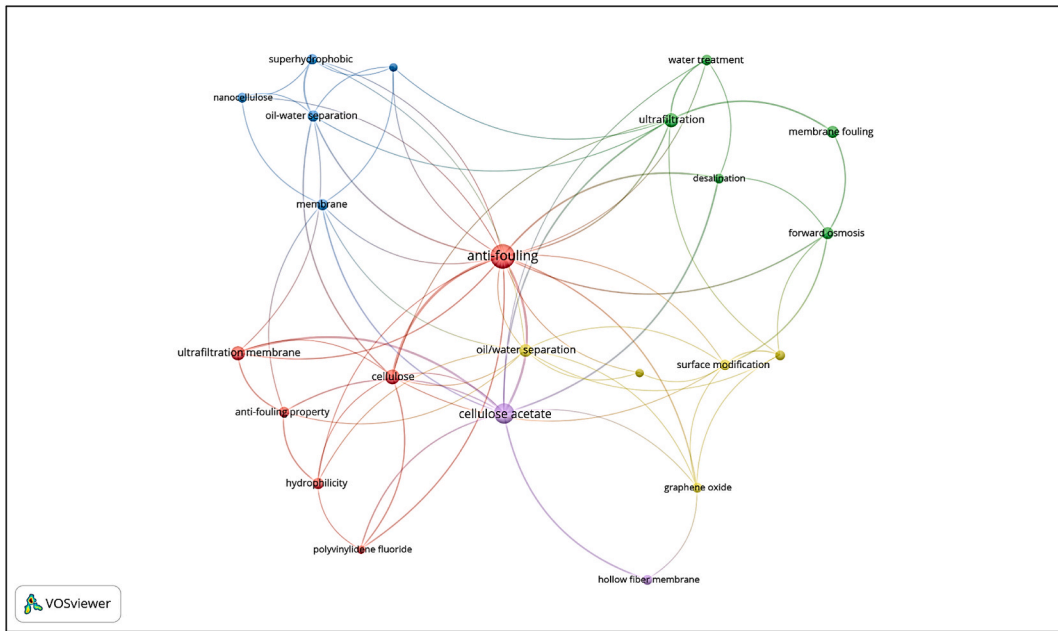 superhydrophobic
water treatment
nanocellulose
oil-water separation
ultrafiltration
membrane fouling
desalination
membrane
forward osmosis
anti-fouling
ultrafiltration membrane
oil/water separation
surface modification
cellulose
anti-fouling property
cellulose acetate
hydrophilicity
graphene oxide
polyvinylidene fluoride
hollow fiber membrane
VOSviewer